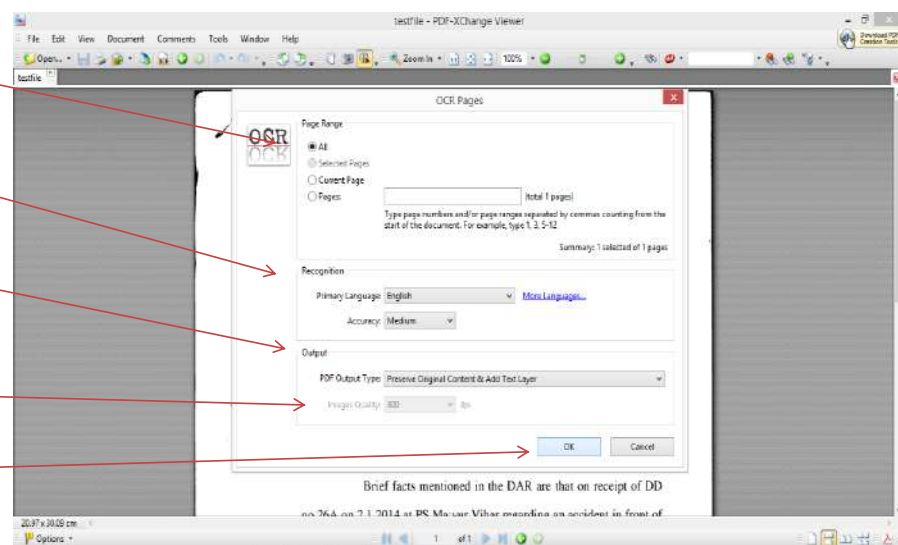 testfile - PDF-XChange Viewer
File Edit View Document Comments Tools Window Help
Download PDF
Open... Zoom In 100%
testfile
OCR Pages
OCR
Page Range
All
Selected Pages
Current Page
Pages: (total 1 pages)
Type page numbers and/or page ranges separated by commas counting from the
start of the document. For example, type 1, 3, 5-12
Summary: 1 selected of 1 pages
Recognition
Primary Language: English More Languages...
Accuracy: Medium
Output
PDF Output Type: Preserve Original Content & Add Text Layer
Images Quality: 300 dpi
OK Cancel
Brief facts mentioned in the DAR are that on receipt of DD
no.26A on 2.1.2014 at PS Mayur Vihar regarding an accident in front of
20.97 x 30.09 cm
Options 1 of 1